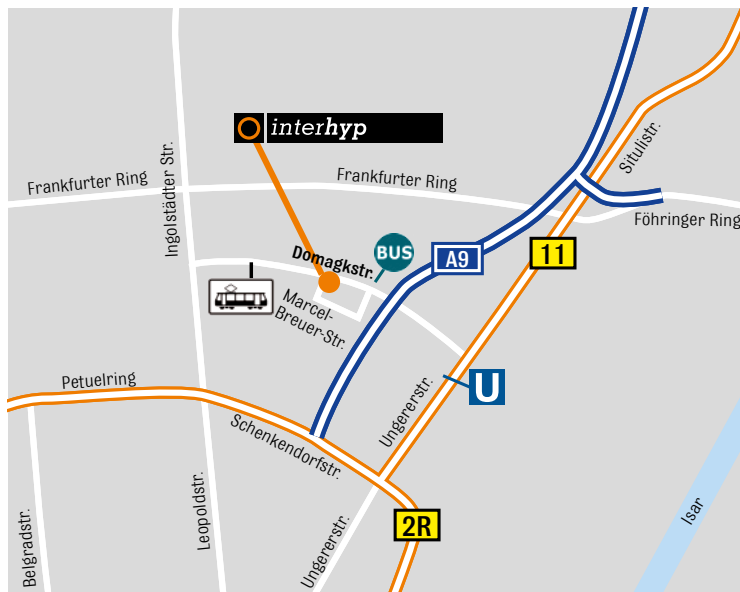 interhyp
Situlistr.
Ingolstädter Str.
Frankfurter Ring
Frankfurter Ring
Föhringer Ring
Domagkstr.
BUS
A9
11
Marcel-
Breuer-Str.
Petuelring
Ungererstr.
U
Schenkendorfstr.
Leopoldstr.
Belgradstr.
Ungererstr.
2R
Isar